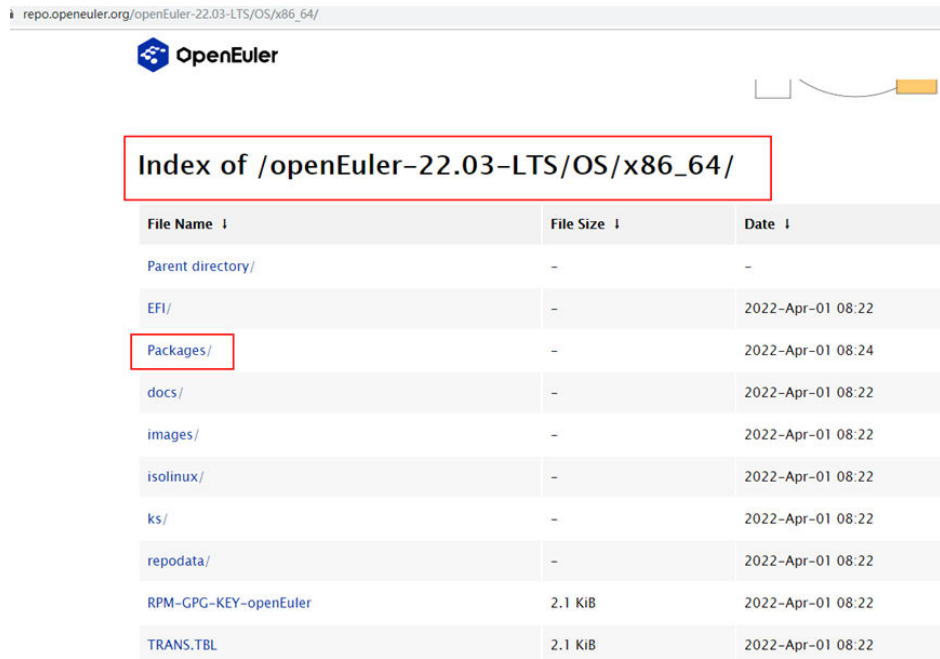 repo.openeuler.org/openEuler-22.03-LTS/OS/x86_64/
OpenEuler
Index of /openEuler-22.03-LTS/OS/x86_64/
File Name ↓ File Size ↓ Date ↓
Parent directory/ - -
EFI/ - 2022-Apr-01 08:22
Packages/ - 2022-Apr-01 08:24
docs/ - 2022-Apr-01 08:22
images/ - 2022-Apr-01 08:22
isolinux/ - 2022-Apr-01 08:22
ks/ - 2022-Apr-01 08:22
repodata/ - 2022-Apr-01 08:22
RPM-GPG-KEY-openEuler 2.1 KiB 2022-Apr-01 08:22
TRANS.TBL 2.1 KiB 2022-Apr-01 08:22